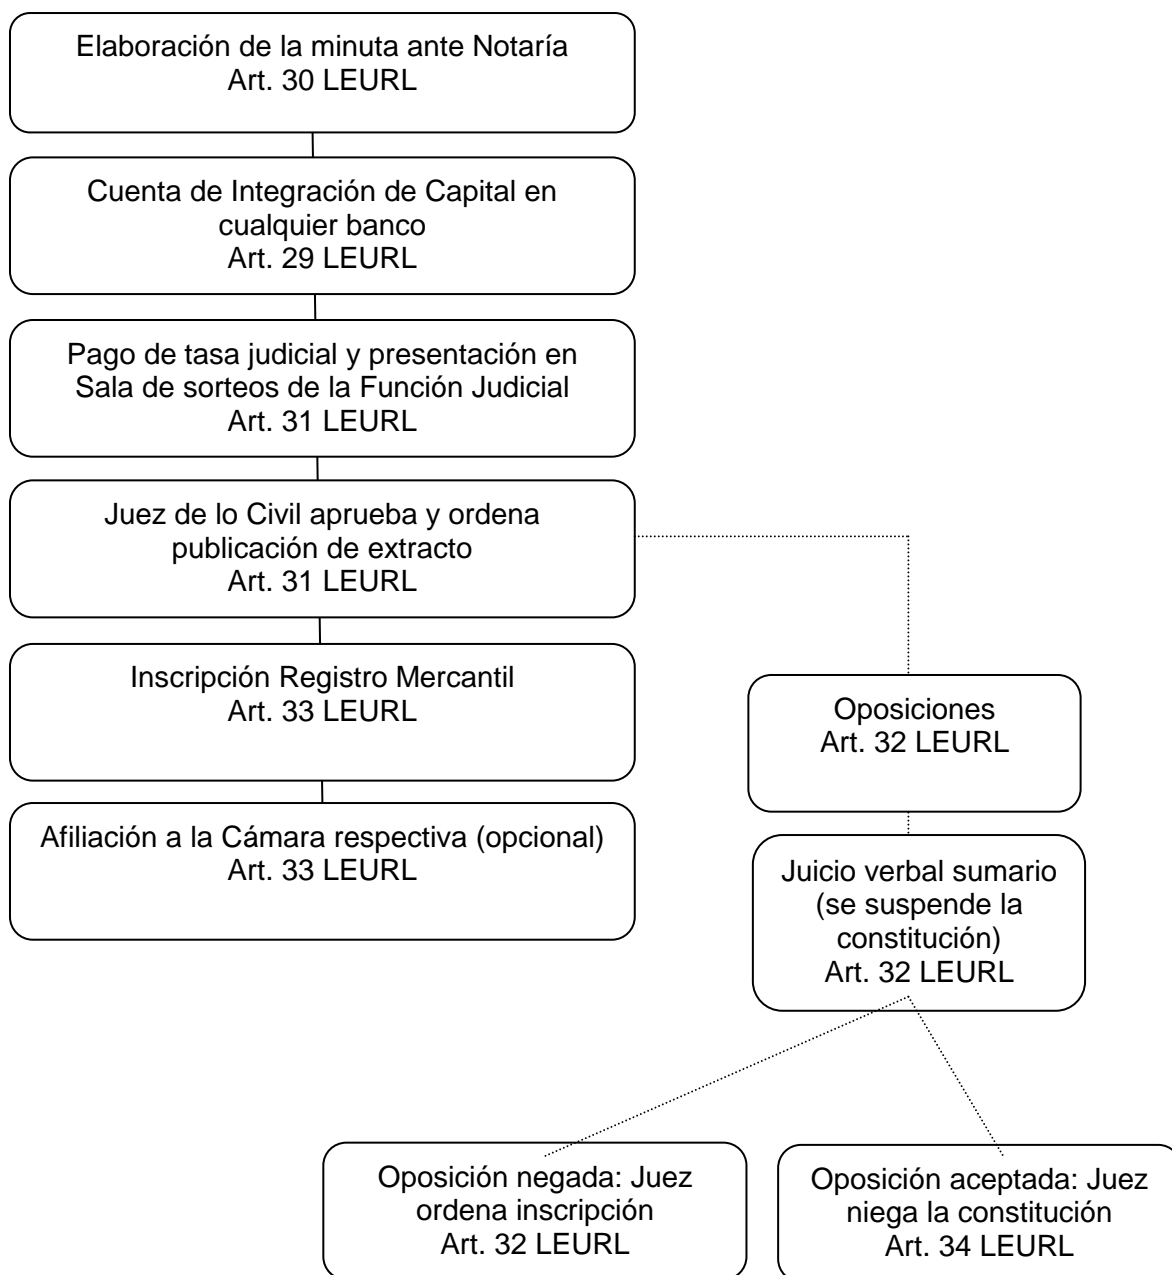 Elaboración de la minuta ante Notaría
Art. 30 LEURL
Cuenta de Integración de Capital en
cualquier banco
Art. 29 LEURL
Pago de tasa judicial y presentación en
Sala de sorteos de la Función Judicial
Art. 31 LEURL
Juez de lo Civil aprueba y ordena
publicación de extracto
Art. 31 LEURL
Inscripción Registro Mercantil
Art. 33 LEURL
Afiliación a la Cámara respectiva (opcional)
Art. 33 LEURL
Oposiciones
Art. 32 LEURL
Juicio verbal sumario
(se suspende la
constitución)
Art. 32 LEURL
Oposición negada: Juez
ordena inscripción
Art. 32 LEURL
Oposición aceptada: Juez
niega la constitución
Art. 34 LEURL